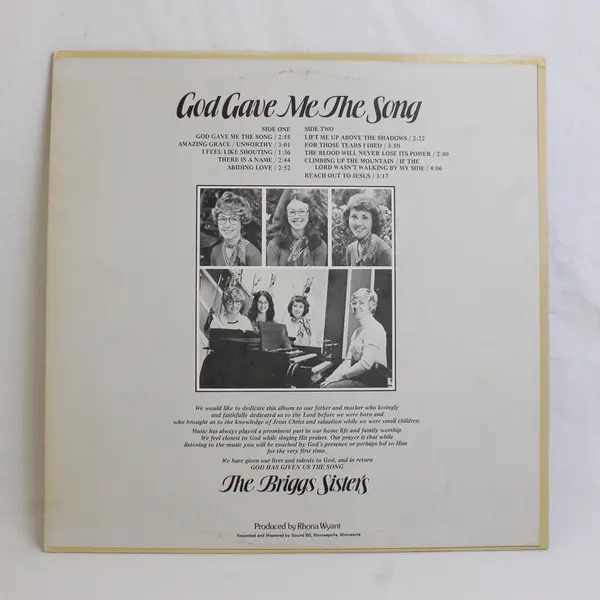 God Gave Me The Song
SIDE ONE
GOD GAVE ME THE SONG / 2:55
AMAZING GRACE / UNWORTHY / 3:01
I FEEL LIKE SHOUTING / 1:36
THERE IS A NAME / 2:44
ABIDING LOVE / 2:52
SIDE TWO
LIFT ME UP ABOVE THE SHADOWS / 2:22
FOR THOSE TEARS I DIED / 3:50
THE BLOOD WILL NEVER LOSE ITS POWER / 2:40
CLIMBING UP THE MOUNTAIN / IF THE
LORD WASN'T WALKING BY MY SIDE / 4:06
REACH OUT TO JESUS / 3:17
We would like to dedicate this album to our father and mother who lovingly
and faithfully dedicated us to the Lord before we were born and
who brought us to the knowledge of Jesus Christ and salvation while we were small children.
Music has always played a prominent part in our home life and family worship.
We feel closest to God while singing His praises. Our prayer is that while
listening to the music you will be touched by God's presence or perhaps led to Him
for the very first time.
We have given our lives and talents to God, and in return
GOD HAS GIVEN US THE SONG
The Briggs Sisters
Produced by Rhona Wyant
Recorded and Mastered by Sound 80, Minneapolis, Minnesota